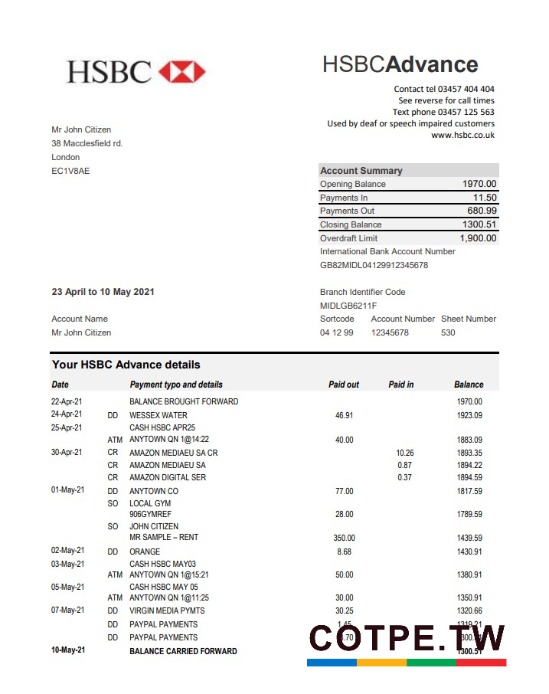 HSBC
HSBCAdvance
Contact tel 03457 404 404
See reverse for call times
Text phone 03457 125 563
Used by deaf or speech impaired customers
www.hsbc.co.uk
Mr John Citizen
38 Macclesfield rd.
London
EC1V8AE
Account Summary
Opening Balance 1970.00
Payments In 11.50
Payments Out 680.99
Closing Balance 1300.51
Overdraft Limit 1,900.00
International Bank Account Number
GB82MIDL04129912345678
23 April to 10 May 2021
Branch Identifier Code
MIDLGB6211F
Account Name
Mr John Citizen
Sortcode Account Number Sheet Number
04 12 99 12345678 530
Your HSBC Advance details
Date Payment typo and details Paid out Paid in Balance
22-Apr-21 BALANCE BROUGHT FORWARD 1970.00
24-Apr-21 DD WESSEX WATER 46.91 1923.09
25-Apr-21 CASH HSBC APR25
ATM ANYTOWN QN 1@14:22 40.00 1883.09
30-Apr-21 CR AMAZON MEDIAEU SA CR 10.26 1893.35
CR AMAZON MEDIAEU SA 0.87 1894.22
CR AMAZON DIGITAL SER 0.37 1894.59
01-May-21 DD ANYTOWN CO 77.00 1817.59
SO LOCAL GYM
906GYMREF 28.00 1789.59
SO JOHN CITIZEN
MR SAMPLE – RENT 350.00 1439.59
02-May-21 DD ORANGE 8.68 1430.91
03-May-21 CASH HSBC MAY03
ATM ANYTOWN QN 1@15:21 50.00 1380.91
05-May-21 CASH HSBC MAY 05
ATM ANYTOWN QN 1@11:25 30.00 1350.91
07-May-21 DD VIRGIN MEDIA PYMTS 30.25 1320.66
DD PAYPAL PAYMENTS
DD PAYPAL PAYMENTS
10-May-21 BALANCE CARRIED FORWARD 1300.51
COTPE.TW